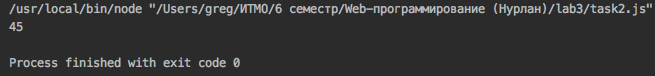 /usr/local/bin/node "/Users/greg/ИТМО/6 семестр/Web-программирование (Нурлан)/lab3/task2.js"
45
Process finished with exit code 0